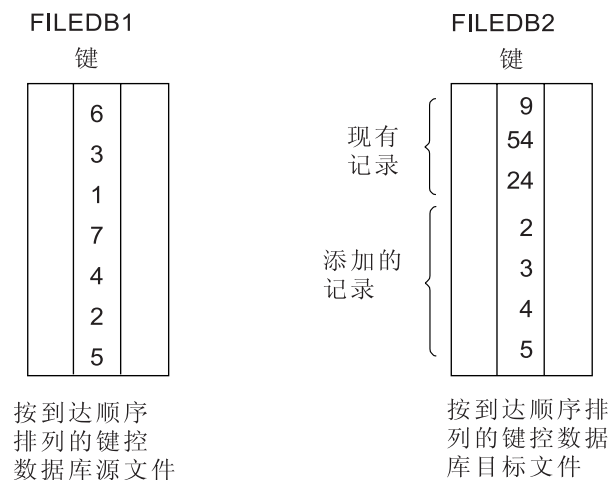 FILEDB1
键
6
3
1
7
4
2
5
按到达顺序
排列的键控
数据库源文件
FILEDB2
键
现有
记录
9
54
24
添加的
记录
2
3
4
5
按到达顺序排
列的键控数据
库目标文件